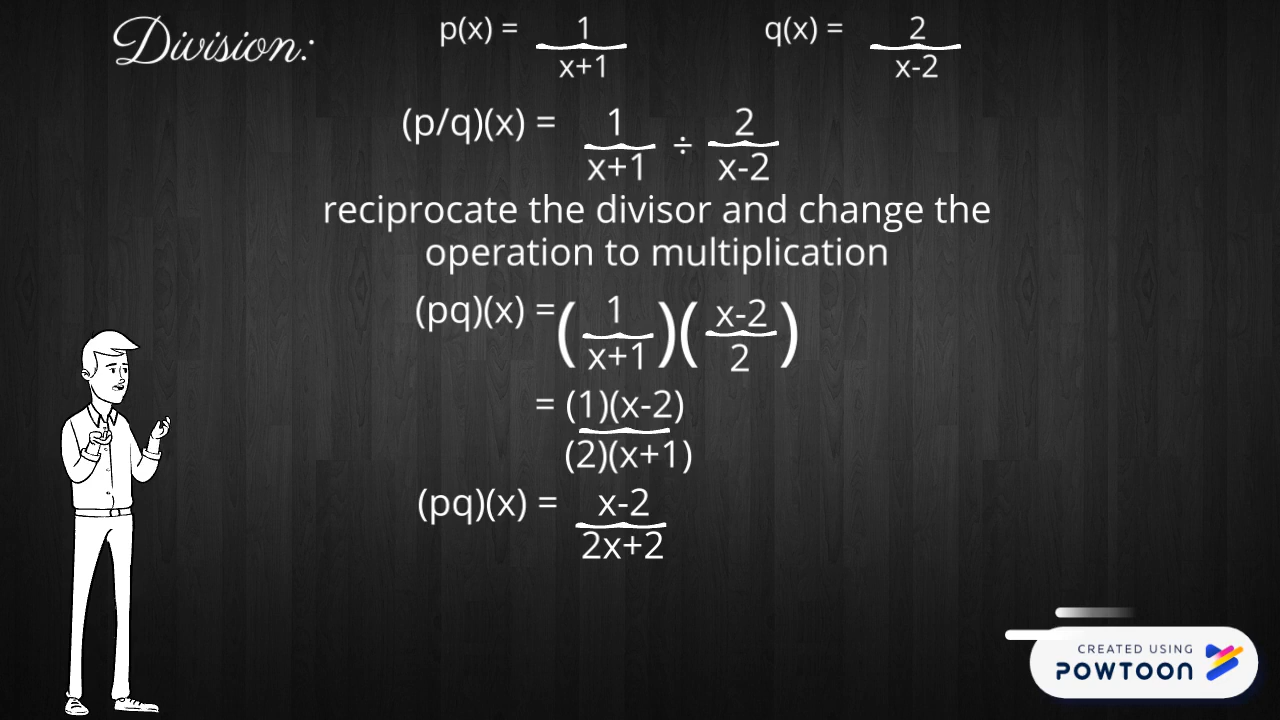 Division:
p(x) = 1
x+1
q(x) = 2
x-2
(p/q)(x) = 1 ÷ 2
x+1 x-2
reciprocate the divisor and change the
operation to multiplication
(pq)(x) = ( 1 ) ( x-2 )
x+1 2
= (1)(x-2)
(2)(x+1)
(pq)(x) = x-2
2x+2
CREATED USING
POWTOON